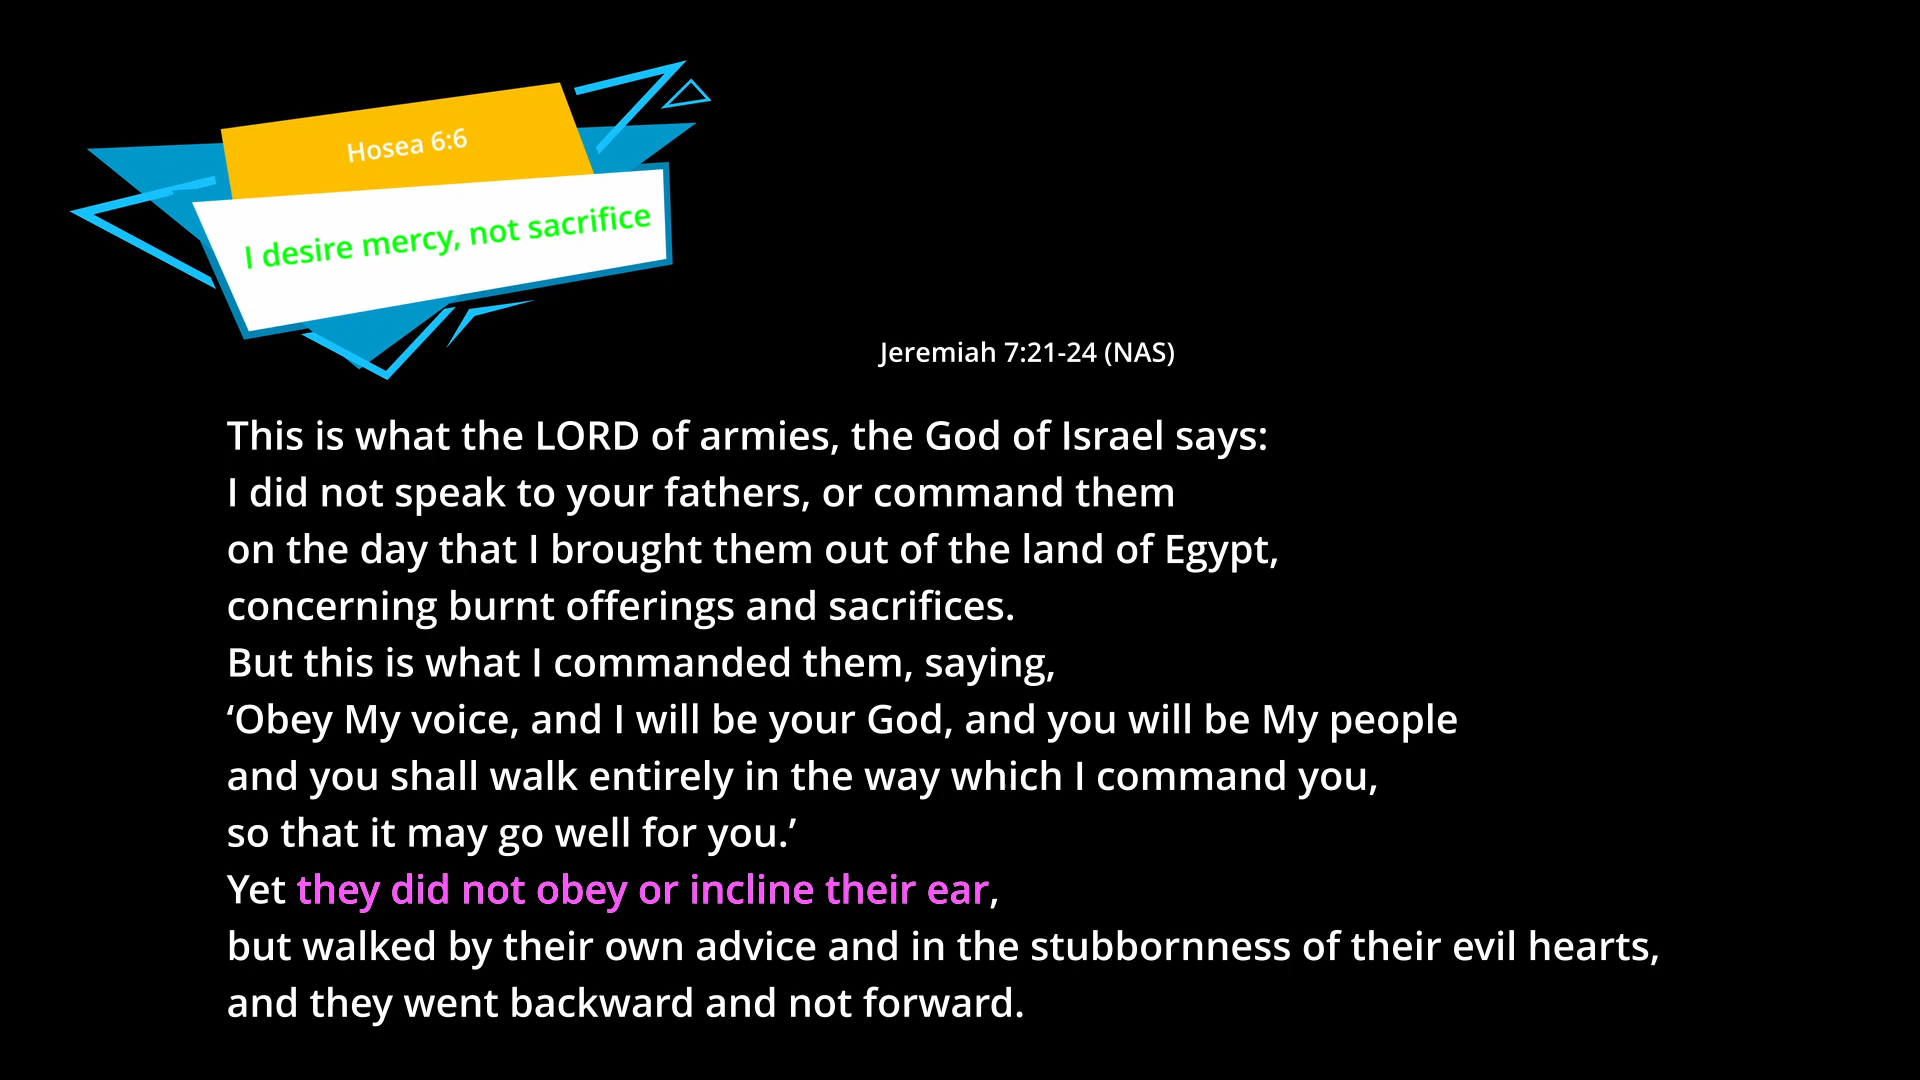 Hosea 6:6
I desire mercy, not sacrifice
Jeremiah 7:21-24 (NAS)
This is what the LORD of armies, the God of Israel says:
I did not speak to your fathers, or command them
on the day that I brought them out of the land of Egypt,
concerning burnt offerings and sacrifices.
But this is what I commanded them, saying,
‘Obey My voice, and I will be your God, and you will be My people
and you shall walk entirely in the way which I command you,
so that it may go well for you.’
Yet they did not obey or incline their ear,
but walked by their own advice and in the stubbornness of their evil hearts,
and they went backward and not forward.